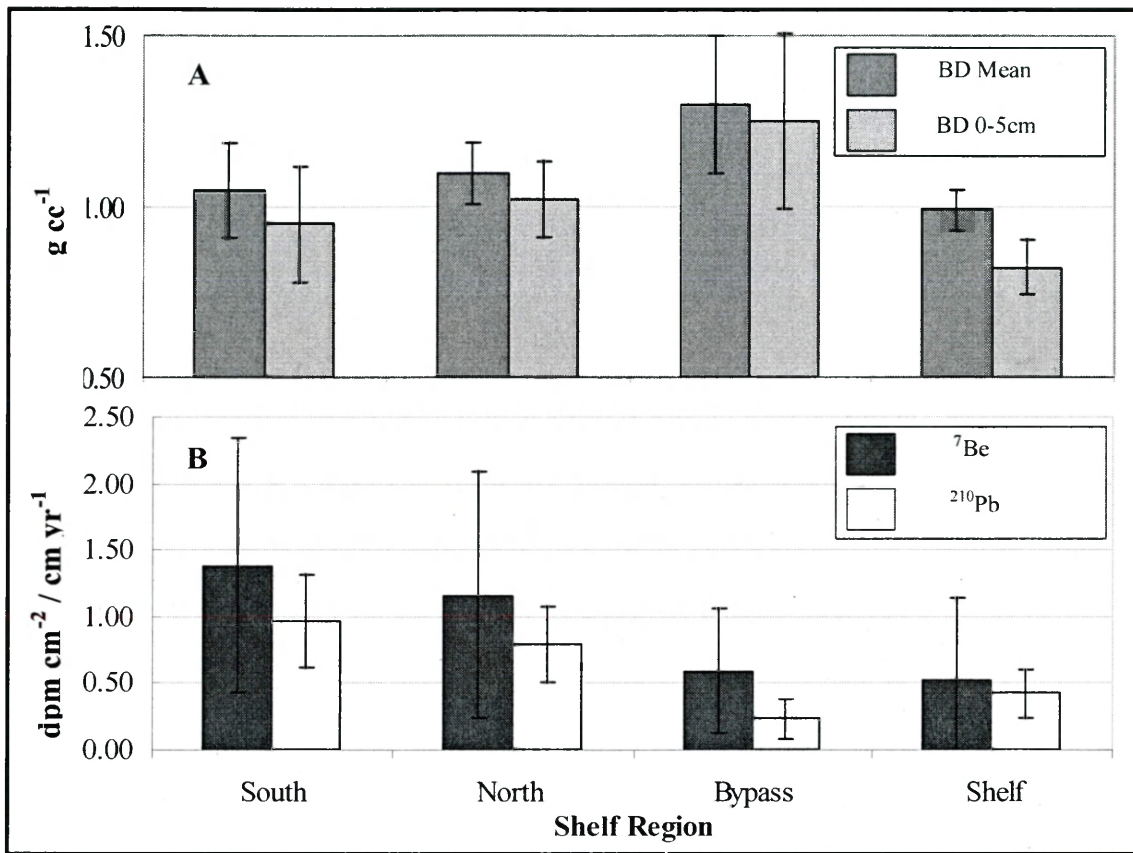 A
1.50
1.00
).50
g cc⁻¹
BD Mean
BD 0-5cm
B
2.50
2.00
1.50
1.00
0.50
0.00
dpm cm⁻² / cm yr⁻¹
⁷Be
²¹⁰Pb
South North Bypass Shelf
Shelf Region